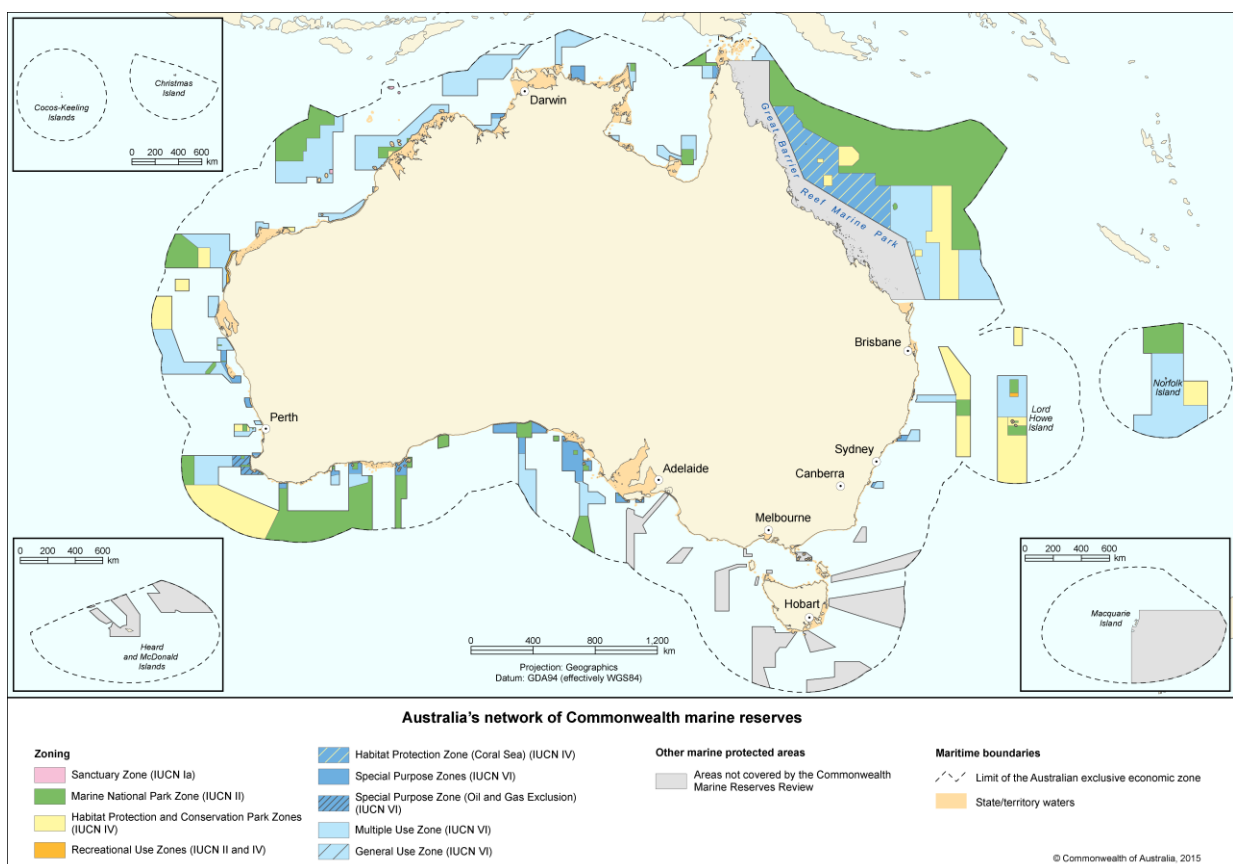 Cocos-Keeling
Islands
Christmas
Island
0 200 400 600
km
Darwin
Great Barrier
Reef Marine Park
Brisbane
Perth
Lord
Howe
Island
Norfolk
Island
Sydney
Canberra
Adelaide
Melbourne
Hobart
0 200 400 600
km
Heard
and McDonald
Islands
0 400 800 1,200
km
Projection: Geographics
Datum: GDA94 (effectively WGS84)
0 200 400 600
km
Macquarie
Island
Australia's network of Commonwealth marine reserves
Zoning
Sanctuary Zone (IUCN Ia)
Marine National Park Zone (IUCN II)
Habitat Protection and Conservation Park Zones
(IUCN IV)
Recreational Use Zones (IUCN II and IV)
Habitat Protection Zone (Coral Sea) (IUCN IV)
Special Purpose Zones (IUCN VI)
Special Purpose Zone (Oil and Gas Exclusion)
(IUCN VI)
Multiple Use Zone (IUCN VI)
General Use Zone (IUCN VI)
Other marine protected areas
Areas not covered by the Commonwealth
Marine Reserves Review
Maritime boundaries
Limit of the Australian exclusive economic zone
State/territory waters
© Commonwealth of Australia, 2015